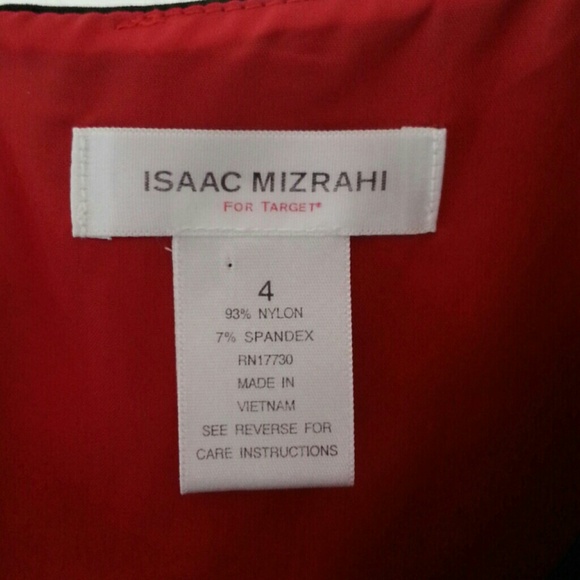 ISAAC MIZRAHI
FOR TARGET®
4
93% NYLON
7% SPANDEX
RN17730
MADE IN
VIETNAM
SEE REVERSE FOR
CARE INSTRUCTIONS